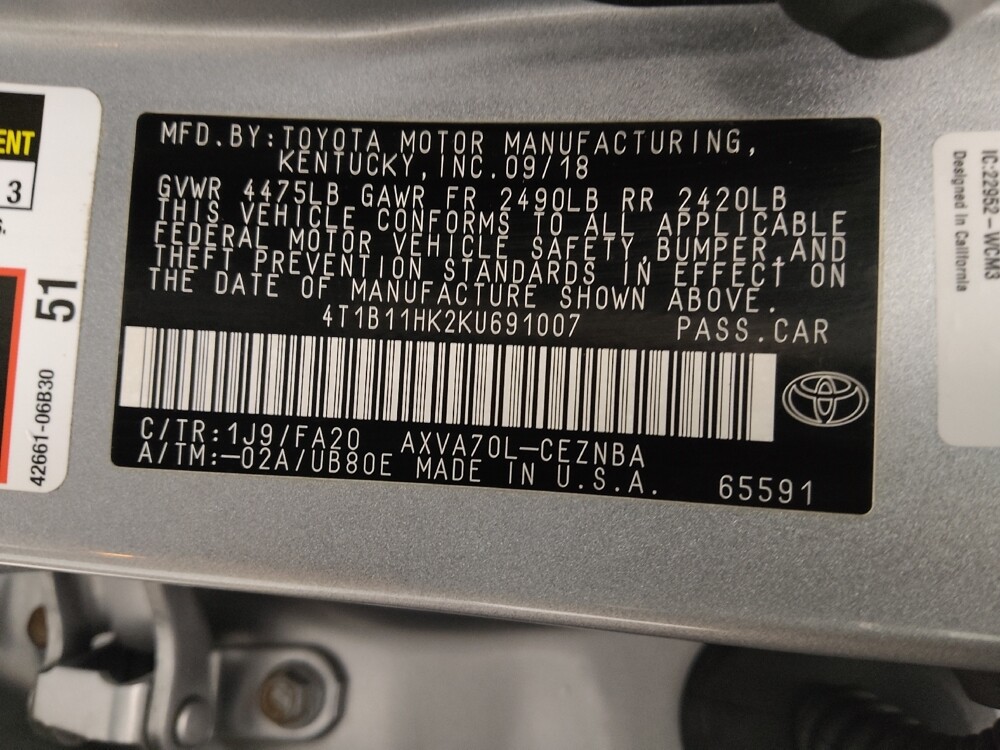 MFD.BY:TOYOTA MOTOR MANUFACTURING,
KENTUCKY,INC.09/18
GVWR 4475LB GAWR FR 2490LB RR 2420LB
THIS VEHICLE CONFORMS TO ALL APPLICABLE
FEDERAL MOTOR VEHICLE SAFETY,BUMPER,AND
THEFT PREVENTION STANDARDS IN EFFECT ON
THE DATE OF MANUFACTURE SHOWN ABOVE.
4T1B11HK2KU691007 PASS.CAR
C/TR:1J9/FA20 AXVA70L-CEZNBA
A/TM:-02A/UB80E MADE IN U.S.A. 65591
ENT
3
s.
51
42661-06B30
IC:22952-WCM3
Designed in California